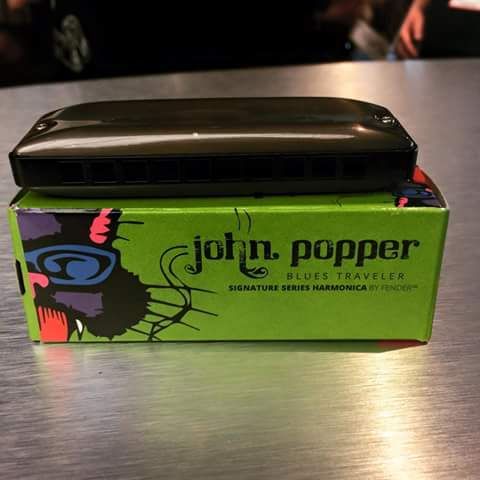 john popper
BLUES TRAVELER
SIGNATURE SERIES HARMONICA BY FENDER™